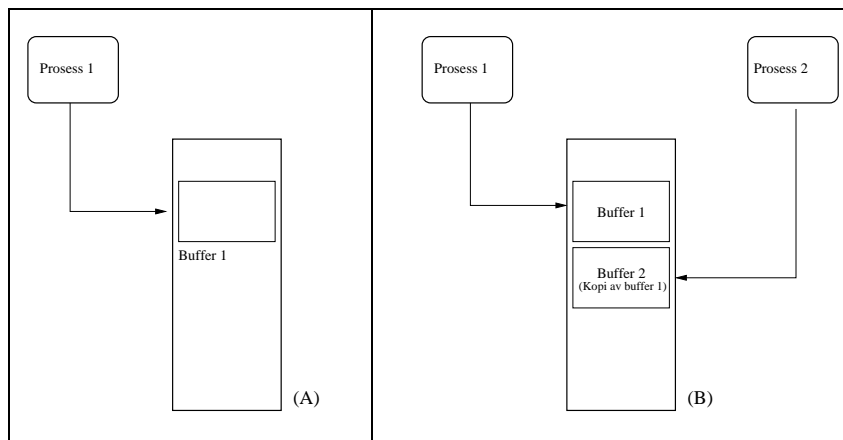 Prosess 1
Buffer 1
(A)
Prosess 1
Prosess 2
Buffer 1
Buffer 2
(Kopi av buffer 1)
(B)